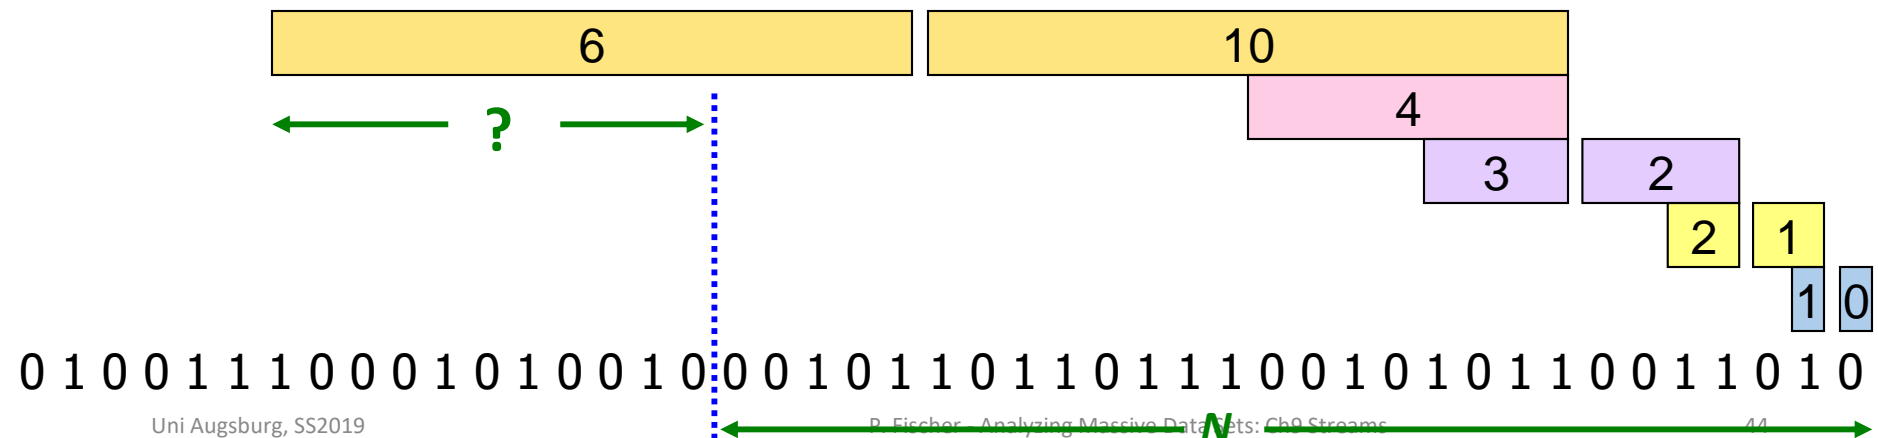 6 10
4
?
3 2
2 1
1 0
0 1 0 0 1 1 1 0 0 0 1 0 1 0 0 1 0 0 0 1 0 1 1 0 1 1 0 1 1 1 0 0 1 0 1 0 1 1 0 0 1 1 0 1 0
Uni Augsburg, SS2019 P. Fischer - Analyzing Massive Data Sets: Ch9 Streams 44
N